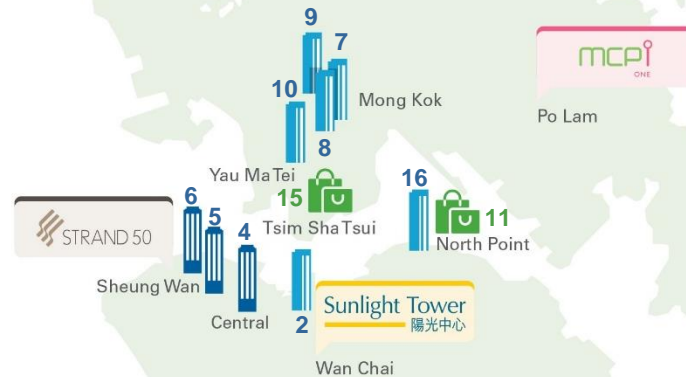 9
7
mcpi
ONE
10
Mong Kok
Po Lam
8
Yau Ma Tei
16
6
15
11
5
4
STRAND 50
Tsim Sha Tsui
North Point
Sheung Wan
Sunlight Tower
陽光中心
Central
2
Wan Chai